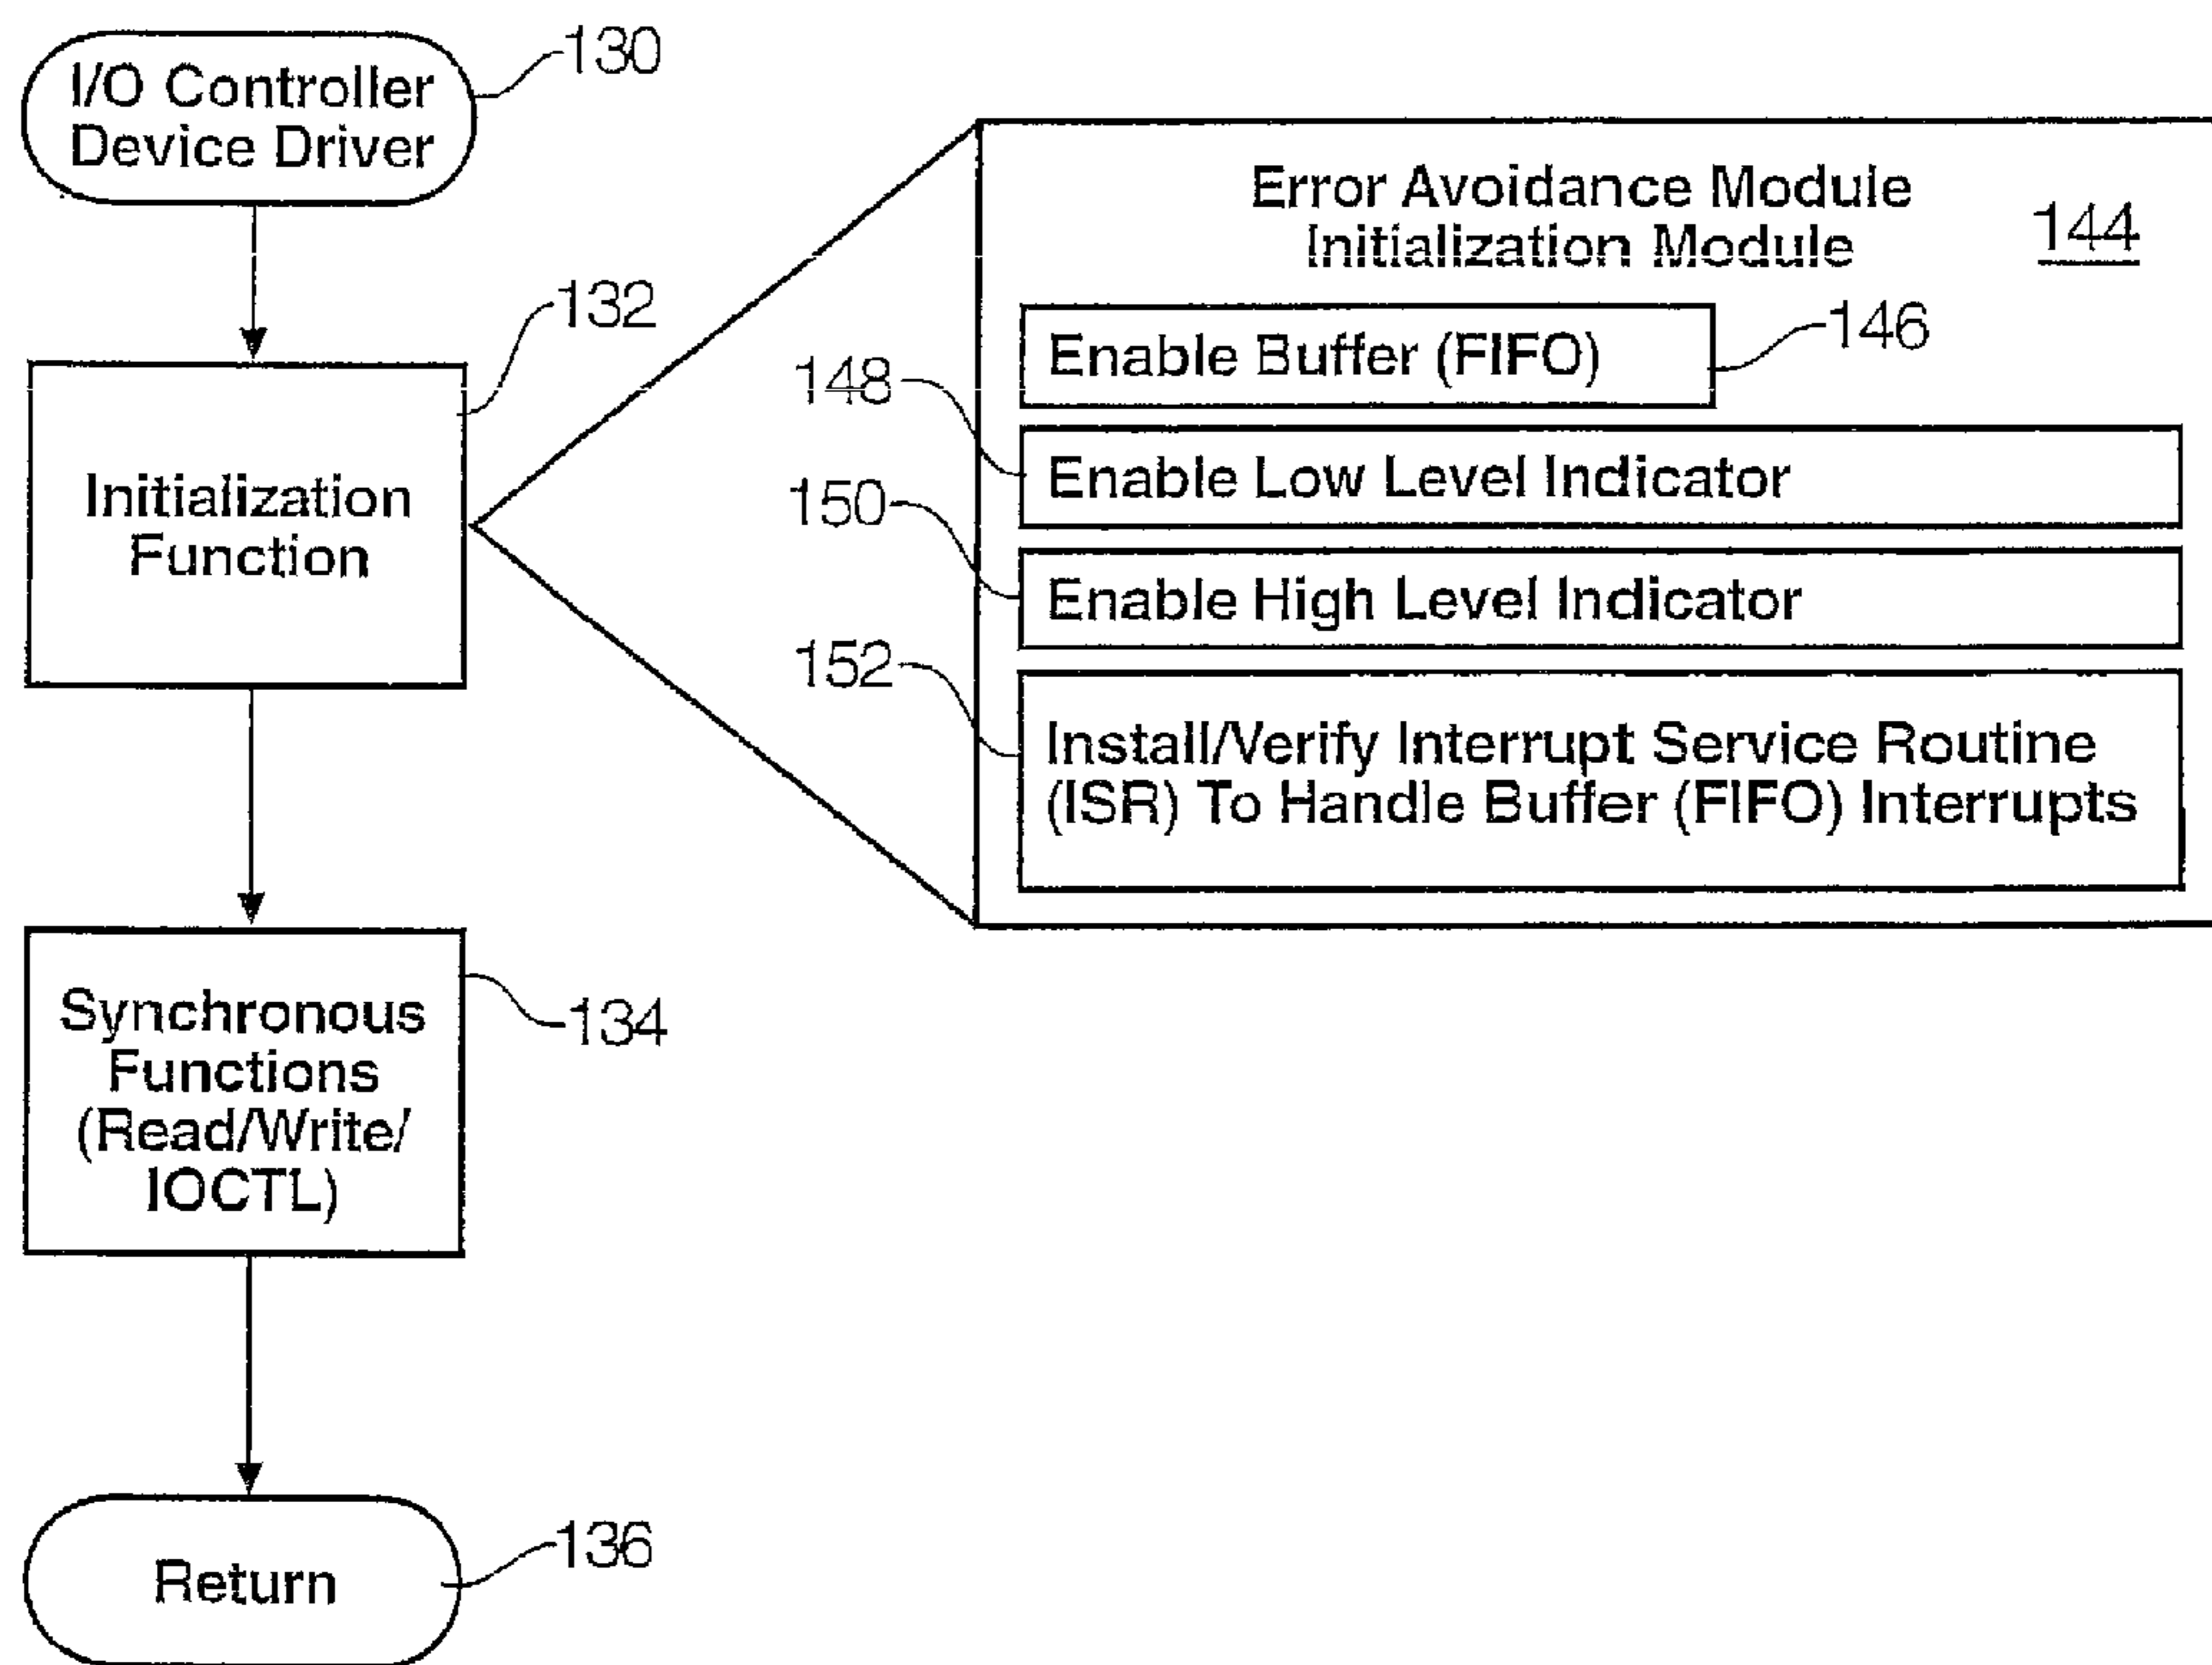 I/O Controller
Device Driver
130
Initialization
Function
132
Synchronous
Functions
(Read/Write/
IOCTL)
134
Return
136
Error Avoidance Module
Initialization Module
144
Enable Buffer (FIFO)
146
148
Enable Low Level Indicator
150
Enable High Level Indicator
152
Install/Verify Interrupt Service Routine
(ISR) To Handle Buffer (FIFO) Interrupts